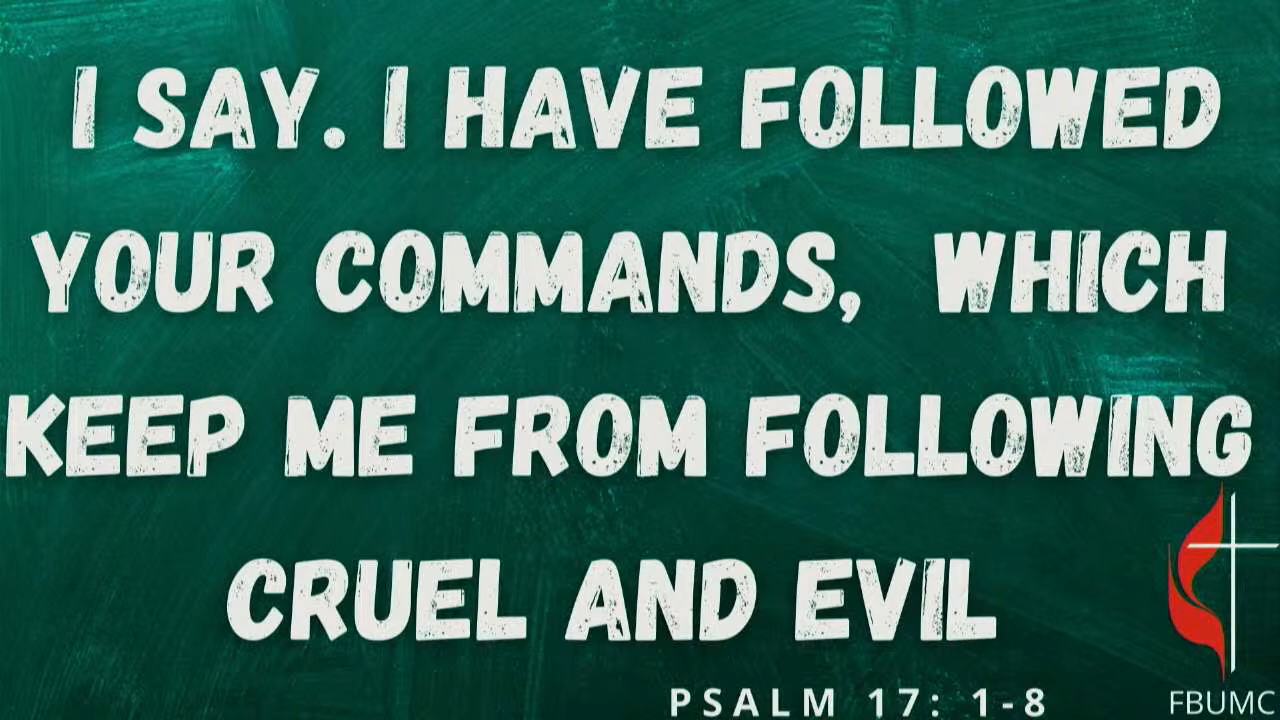 I SAY. I HAVE FOLLOWED
YOUR COMMANDS, WHICH
KEEP ME FROM FOLLOWING
CRUEL AND EVIL
PSALM 17: 1-8
FBUMC